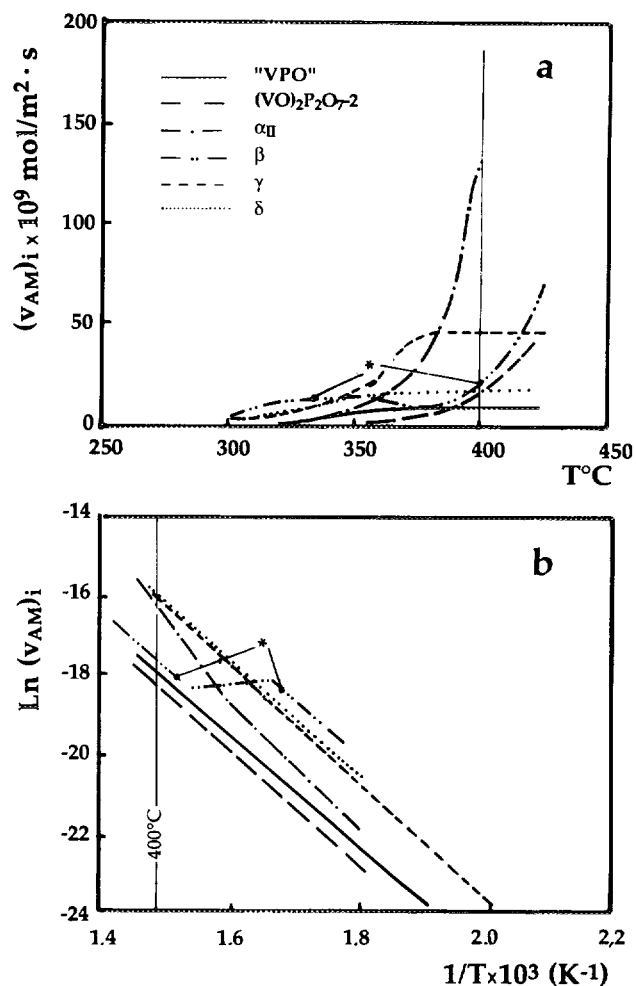 (vAM)i x 10⁹ mol/m²·s
200
150
100
50
0
a
"VPO"
(VO)2P2O7-2
αII
β
γ
δ
*
250
300
350
400
450
T°C
Ln (vAM)i
-14
-16
-18
-20
-22
-24
b
*
400°C
1.4
1.6
1.8
2.0
2,2
1/Tx10³ (K⁻¹)